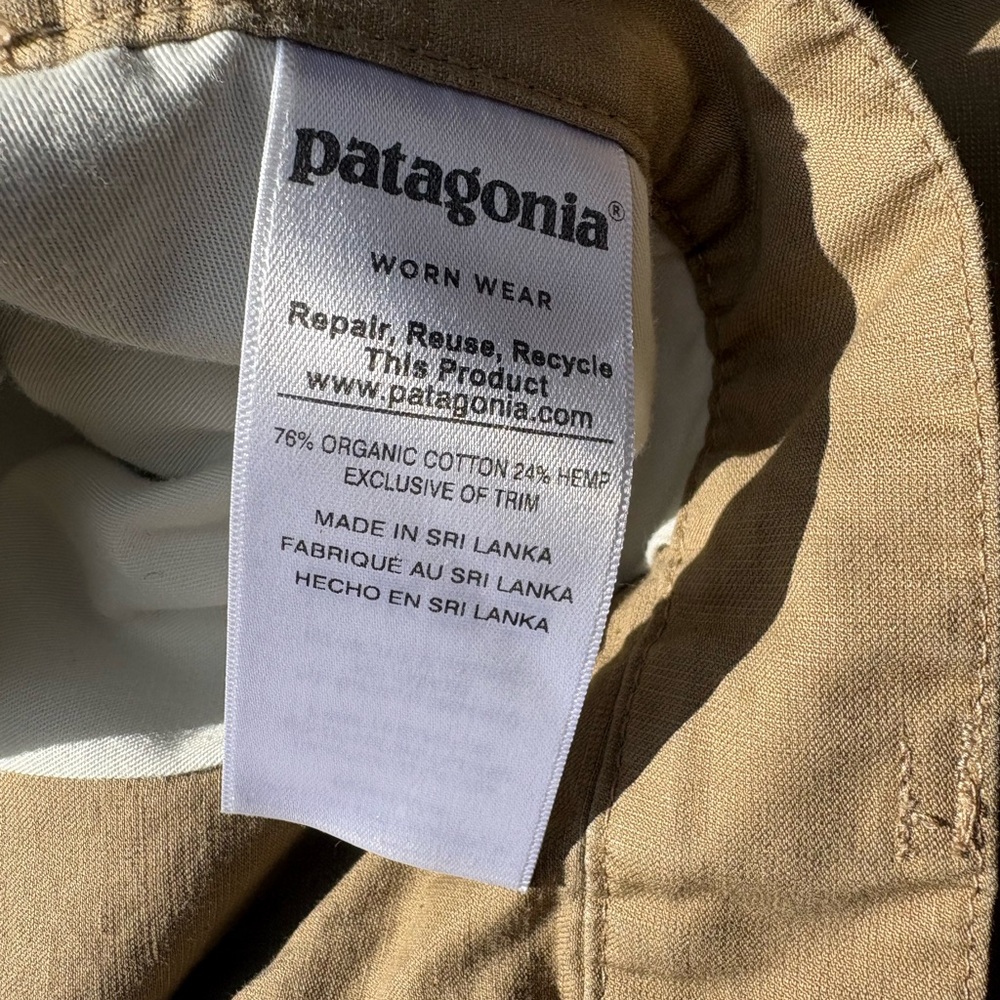 patagonia®
WORN WEAR
Repair, Reuse, Recycle
This Product
www.patagonia.com
76% ORGANIC COTTON 24% HEMP
EXCLUSIVE OF TRIM
MADE IN SRI LANKA
FABRIQUÉ AU SRI LANKA
HECHO EN SRI LANKA